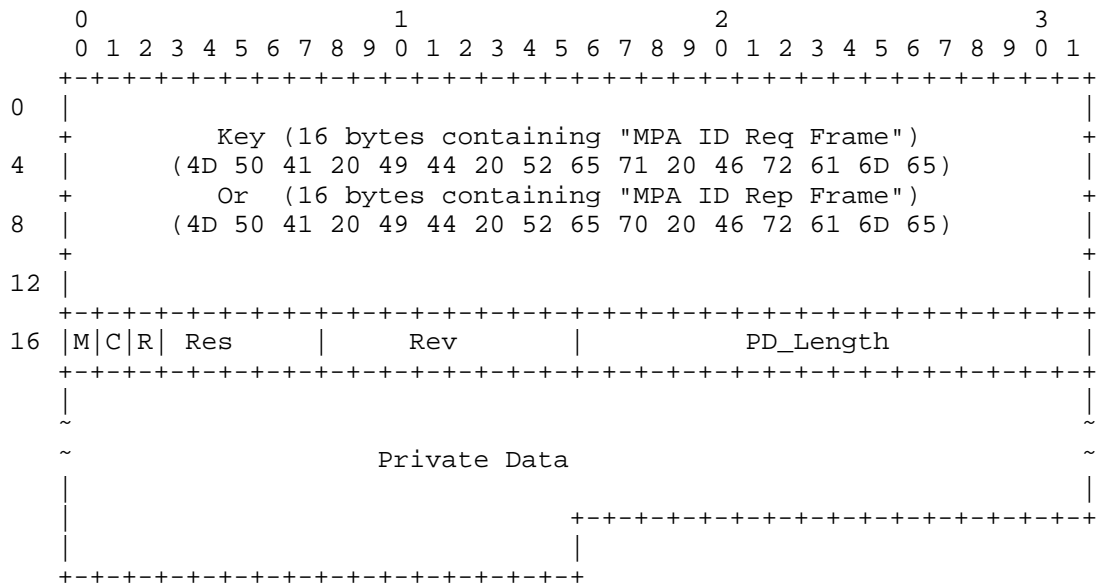 0                   1                   2                   3
 0 1 2 3 4 5 6 7 8 9 0 1 2 3 4 5 6 7 8 9 0 1 2 3 4 5 6 7 8 9 0 1
   +-+-+-+-+-+-+-+-+-+-+-+-+-+-+-+-+-+-+-+-+-+-+-+-+-+-+-+-+-+-+-+-+
0  |                                                               |
   +         Key (16 bytes containing "MPA ID Req Frame")          +
4  |      (4D 50 41 20 49 44 20 52 65 71 20 46 72 61 6D 65)        |
   +         Or  (16 bytes containing "MPA ID Rep Frame")          +
8  |      (4D 50 41 20 49 44 20 52 65 70 20 46 72 61 6D 65)        |
   +                                                               +
12 |                                                               |
   +-+-+-+-+-+-+-+-+-+-+-+-+-+-+-+-+-+-+-+-+-+-+-+-+-+-+-+-+-+-+-+-+
16 |M|C|R| Res     |     Rev       |          PD_Length            |
   +-+-+-+-+-+-+-+-+-+-+-+-+-+-+-+-+-+-+-+-+-+-+-+-+-+-+-+-+-+-+-+-+
   |                                                               |
   ~                                                               ~
   ~                   Private Data                                ~
   |                                                               |
   |                               +-+-+-+-+-+-+-+-+-+-+-+-+-+-+-+-+
   |                               |
   +-+-+-+-+-+-+-+-+-+-+-+-+-+-+-+-+